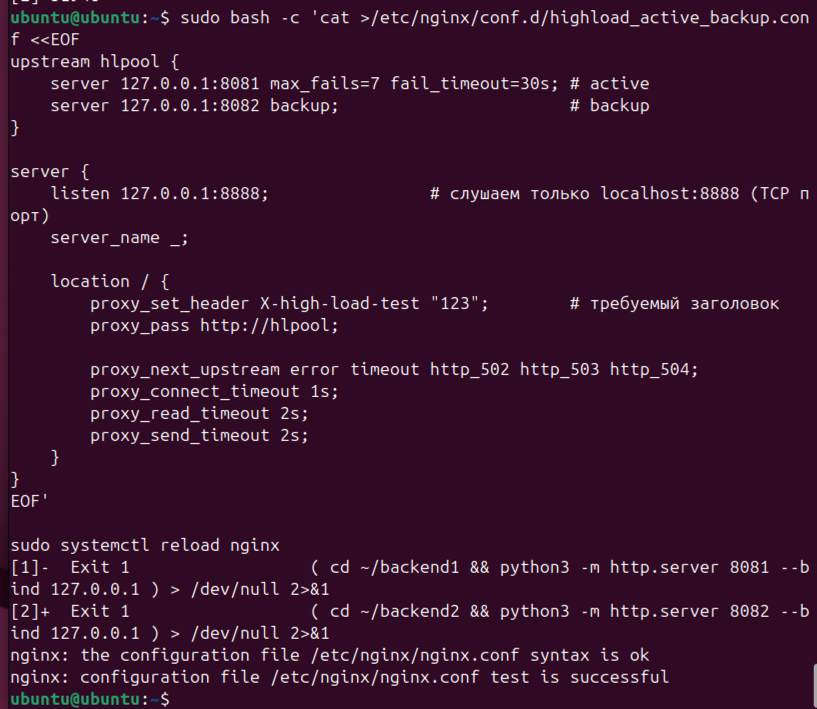 ubuntu@ubuntu:~$ sudo bash -c 'cat >/etc/nginx/conf.d/highload_active_backup.con
f <<EOF
upstream hlpool {
    server 127.0.0.1:8081 max_fails=7 fail_timeout=30s; # active
    server 127.0.0.1:8082 backup;                       # backup
}

server {
    listen 127.0.0.1:8888;                # слушаем только localhost:8888 (TCP п
орт)
    server_name _;

    location / {
        proxy_set_header X-high-load-test "123";        # требуемый заголовок
        proxy_pass http://hlpool;

        proxy_next_upstream error timeout http_502 http_503 http_504;
        proxy_connect_timeout 1s;
        proxy_read_timeout 2s;
        proxy_send_timeout 2s;
    }
}
EOF'

sudo systemctl reload nginx
[1]-  Exit 1                  ( cd ~/backend1 && python3 -m http.server 8081 --b
ind 127.0.0.1 ) > /dev/null 2>&1
[2]+  Exit 1                  ( cd ~/backend2 && python3 -m http.server 8082 --b
ind 127.0.0.1 ) > /dev/null 2>&1
nginx: the configuration file /etc/nginx/nginx.conf syntax is ok
nginx: configuration file /etc/nginx/nginx.conf test is successful
ubuntu@ubuntu:~$